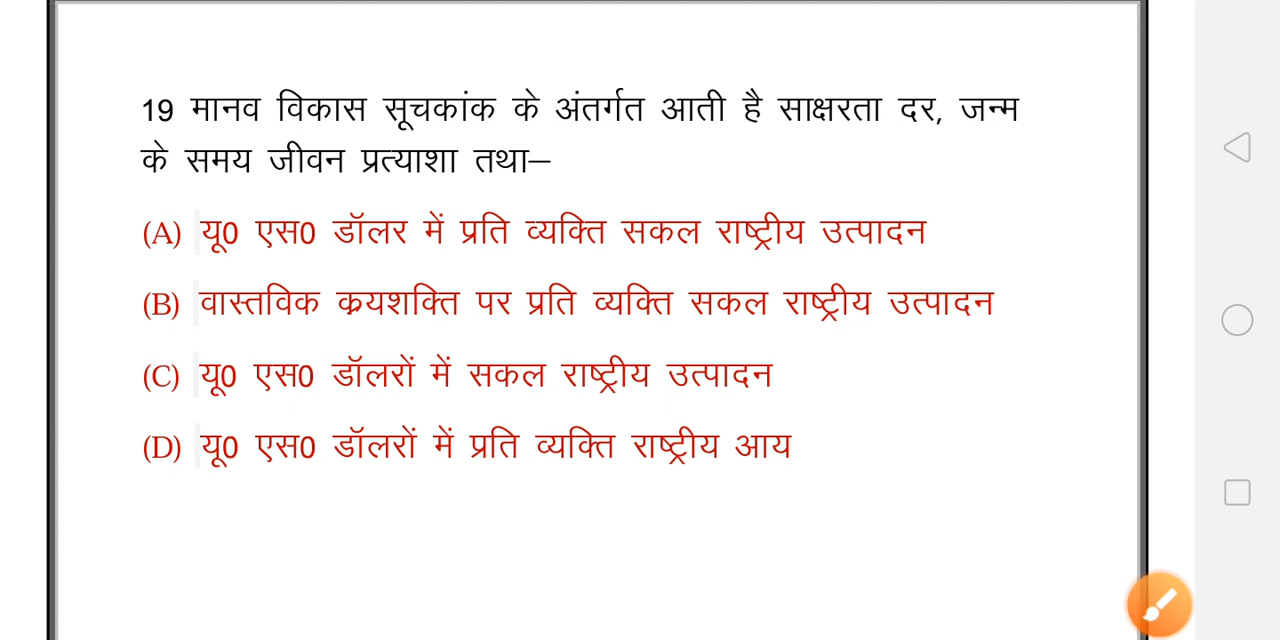 19 मानव विकास सूचकांक के अंतर्गत आती है साक्षरता दर, जन्म
के समय जीवन प्रत्याशा तथा–
(A) यू0 एस0 डॉलर में प्रति व्यक्ति सकल राष्ट्रीय उत्पादन
(B) वास्तविक क्रयशक्ति पर प्रति व्यक्ति सकल राष्ट्रीय उत्पादन
(C) यू0 एस0 डॉलरों में सकल राष्ट्रीय उत्पादन
(D) यू0 एस0 डॉलरों में प्रति व्यक्ति राष्ट्रीय आय